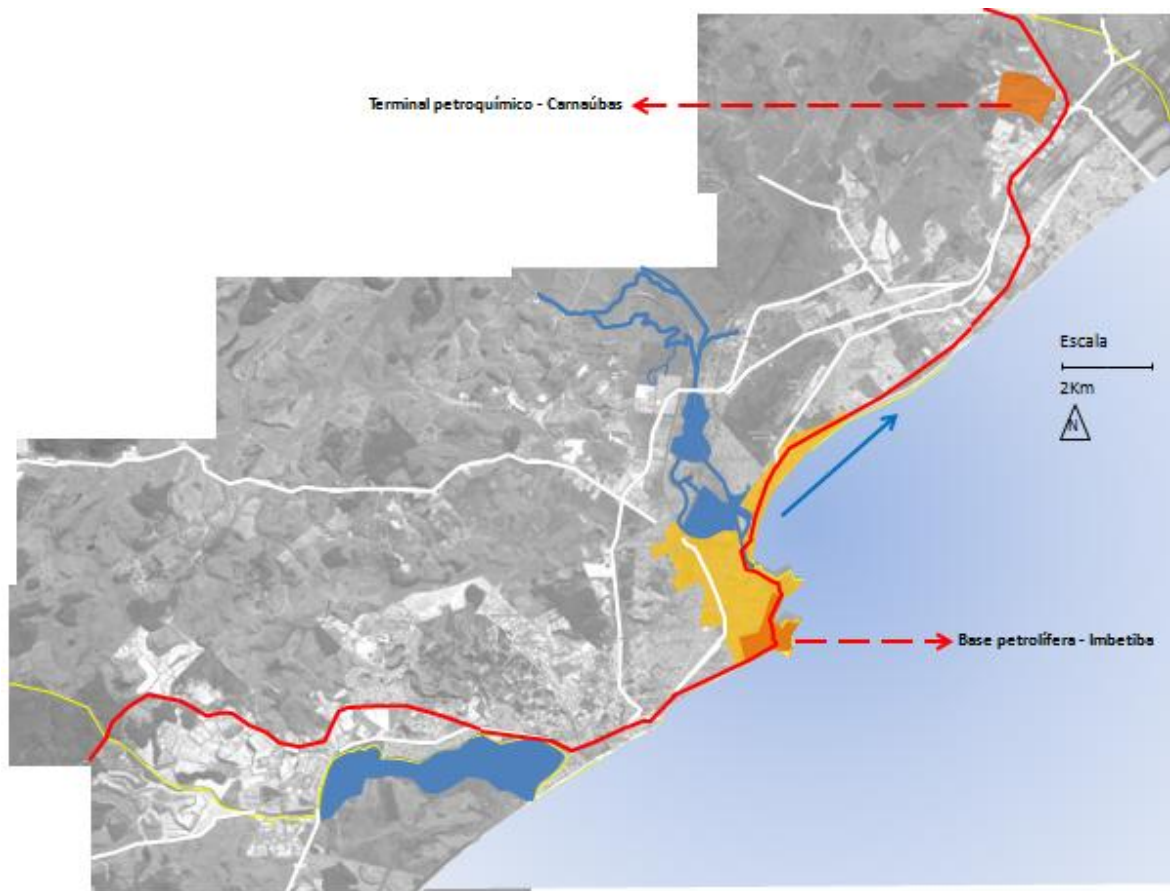 Terminal petroquímico - Carnaúbas
Escala
2Km
N
Base petrolífera - Imbetiba